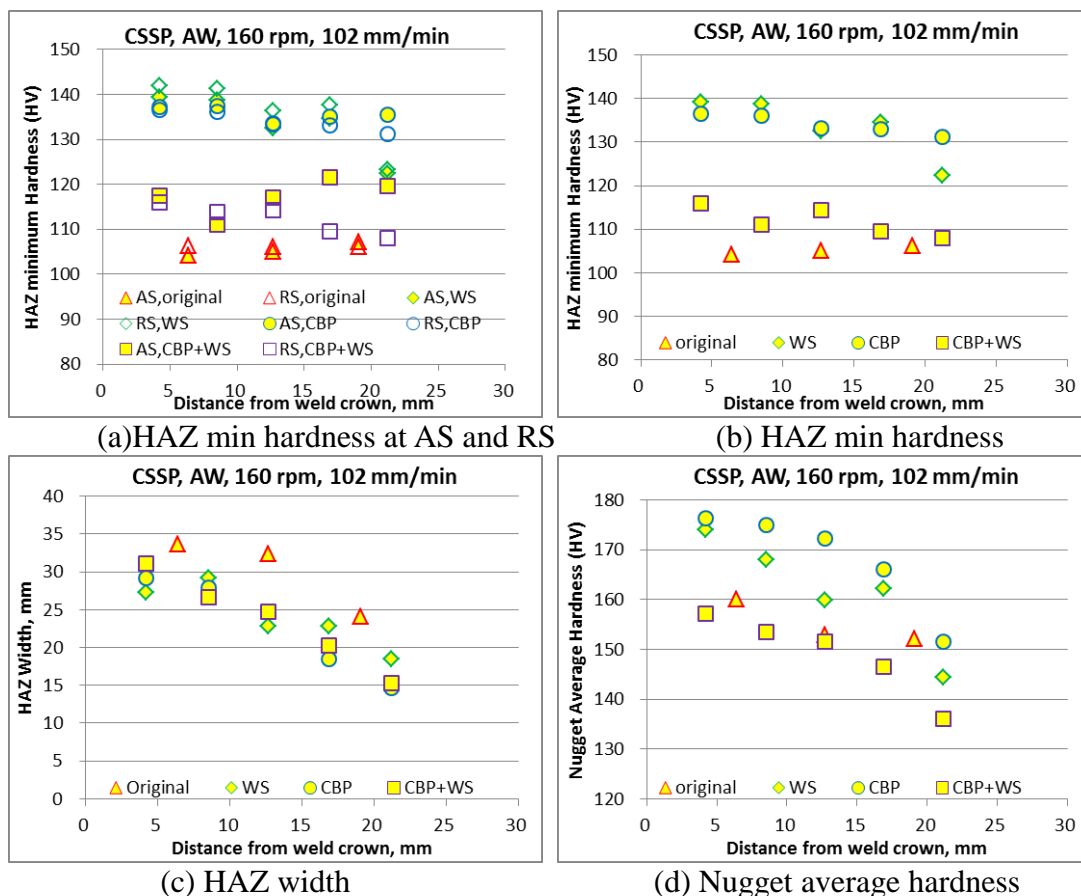 CSSP, AW, 160 rpm, 102 mm/min
150
140
130
120
110
100
90
80
HAZ minimum Hardness (HV)
AS,original RS,original AS,WS
RS,WS AS,CBP RS,CBP
AS,CBP+WS RS,CBP+WS
0 5 10 15 20 25 30
Distance from weld crown, mm
(a)HAZ min hardness at AS and RS
CSSP, AW, 160 rpm, 102 mm/min
150
140
130
120
110
100
90
80
HAZ minimum Hardness (HV)
original WS CBP CBP+WS
0 5 10 15 20 25 30
Distance from weld crown, mm
(b) HAZ min hardness
CSSP, AW, 160 rpm, 102 mm/min
40
35
30
25
20
15
10
5
0
HAZ Width, mm
Original WS CBP CBP+WS
0 5 10 15 20 25 30
Distance from weld crown, mm
(c) HAZ width
CSSP, AW, 160 rpm, 102 mm/min
180
170
160
150
140
130
120
Nugget Average Hardness (HV)
original WS CBP CBP+WS
0 5 10 15 20 25 30
Distance from weld crown, mm
(d) Nugget average hardness